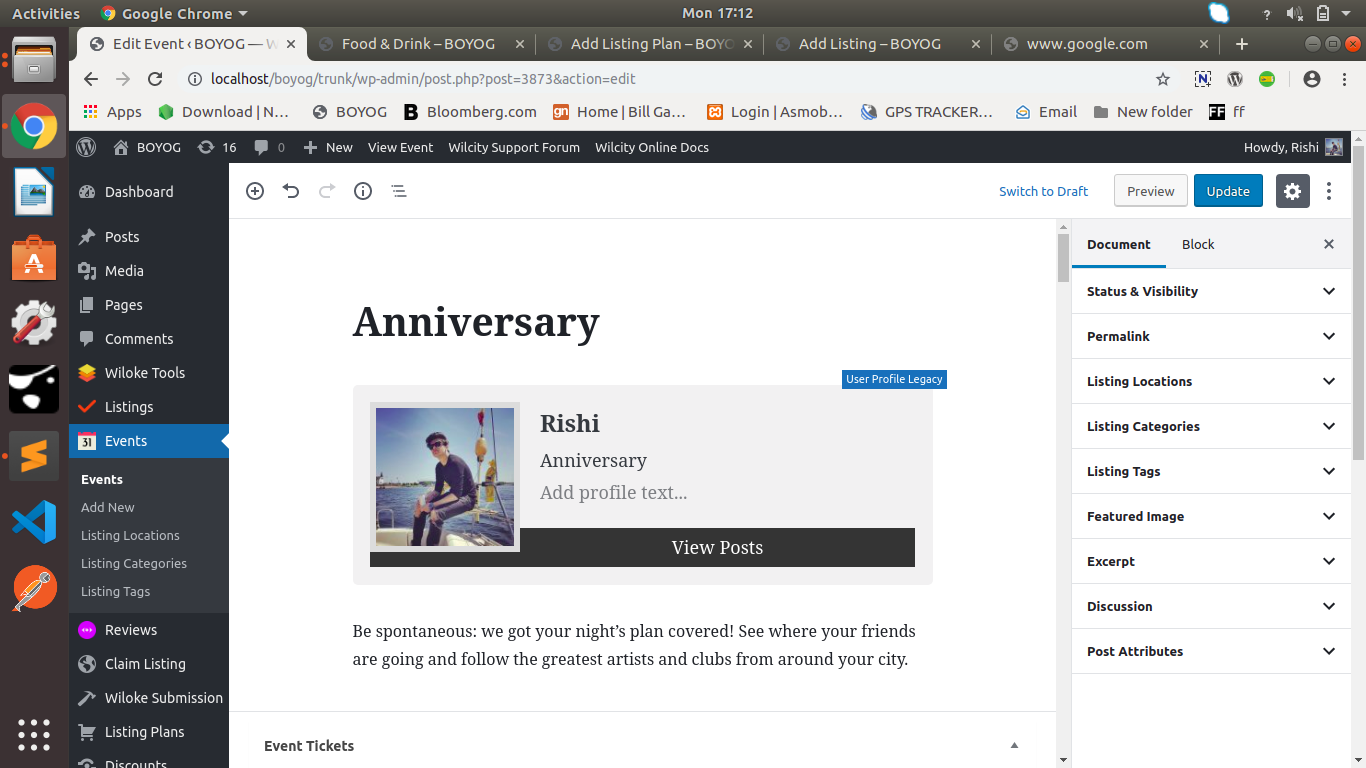 Activities
Google Chrome
Mon 17:12
?
Edit Event ‹ BOYOG — W
Food & Drink – BOYOG
Add Listing Plan – BOYO
Add Listing – BOYOG
www.google.com
localhost/boyog/trunk/wp-admin/post.php?post=3873&action=edit
N
Apps
Download | N…
BOYOG
B
Bloomberg.com
gn
Home | Bill Ga…
Login | Asmob…
GPS TRACKER…
Email
New folder
FF
ff
BOYOG
16
0
New
View Event
Wilcity Support Forum
Wilcity Online Docs
Howdy, Rishi
Dashboard
Posts
Media
Pages
Comments
Wiloke Tools
Listings
31
Events
Events
Add New
Listing Locations
Listing Categories
Listing Tags
Reviews
Claim Listing
Wiloke Submission
Listing Plans
Discounts
Switch to Draft
Preview
Update
Anniversary
User Profile Legacy
Rishi
Anniversary
Add profile text...
View Posts
Be spontaneous: we got your night’s plan covered! See where your friends
are going and follow the greatest artists and clubs from around your city.
Event Tickets
Document
Block
Status & Visibility
Permalink
Listing Locations
Listing Categories
Listing Tags
Featured Image
Excerpt
Discussion
Post Attributes